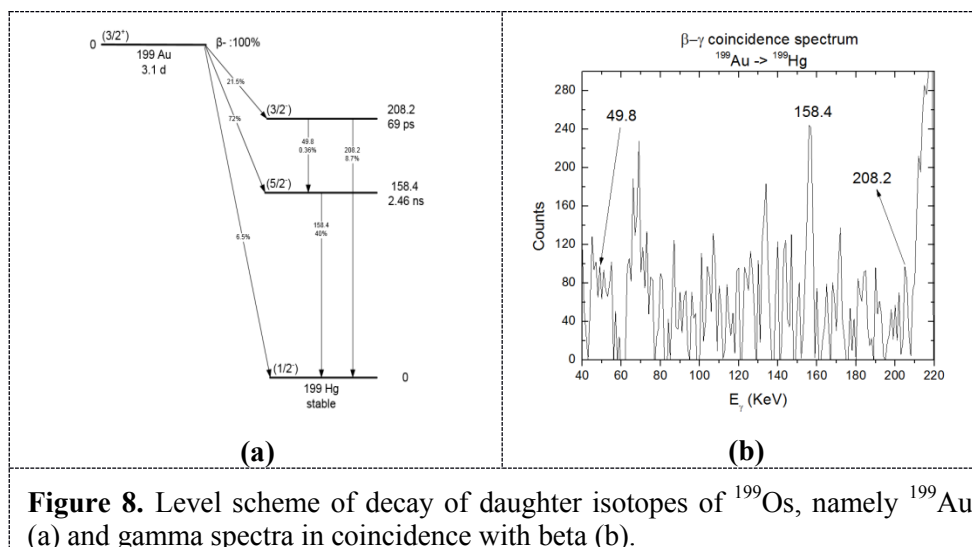 0 (3/2⁺)
199 Au
3.1 d
β- :100%
21.5%
72%
6.5%
(3/2⁻)
208.2
69 ps
49.8
0.36%
208.2
8.7%
(5/2⁻)
158.4
2.46 ns
158.4
40%
(1/2⁻)
0
199 Hg
stable
(a)
β−γ coincidence spectrum
¹⁹⁹Au -> ¹⁹⁹Hg
Counts
280
240
200
160
120
80
40
0
49.8
158.4
208.2
40 60 80 100 120 140 160 180 200 220
Eᵧ (KeV)
(b)
Figure 8. Level scheme of decay of daughter isotopes of ¹⁹⁹Os, namely ¹⁹⁹Au
(a) and gamma spectra in coincidence with beta (b).